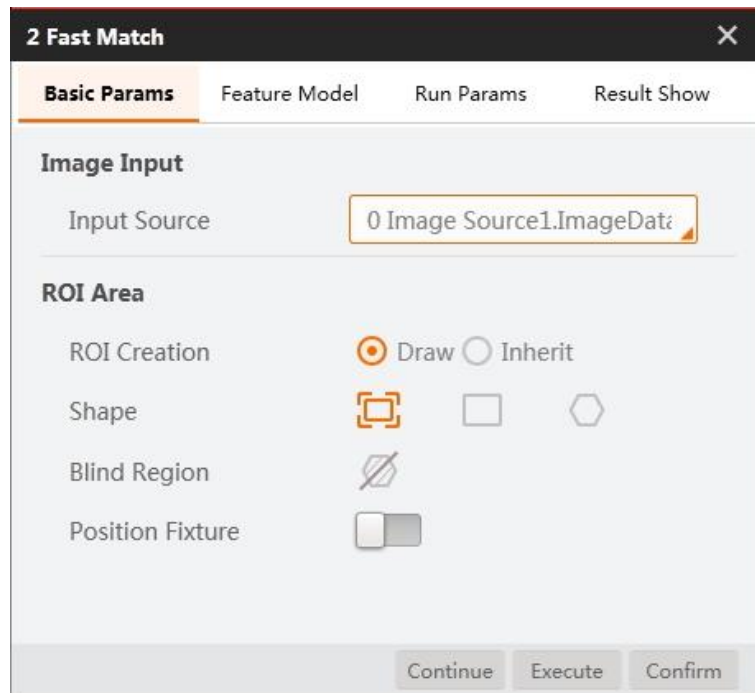 2 Fast Match
Basic Params Feature Model Run Params Result Show
Image Input
Input Source 0 Image Source1.ImageData
ROI Area
ROI Creation Draw Inherit
Shape
Blind Region
Position Fixture
Continue Execute Confirm